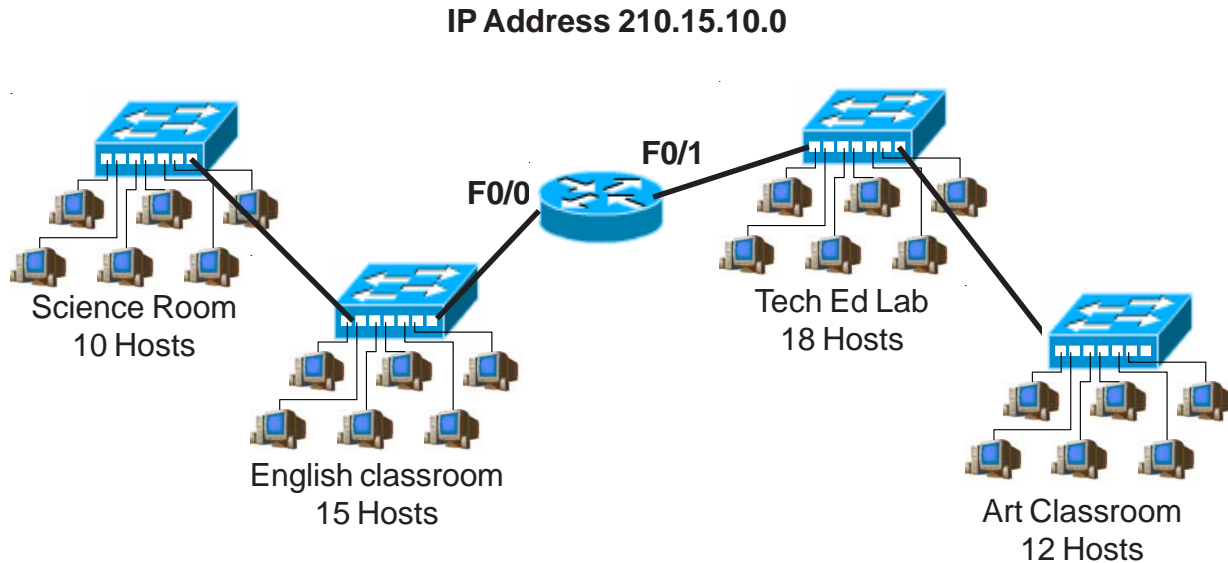 IP Address 210.15.10.0
F0/1
F0/0
Science Room
10 Hosts
Tech Ed Lab
18 Hosts
English classroom
15 Hosts
Art Classroom
12 Hosts